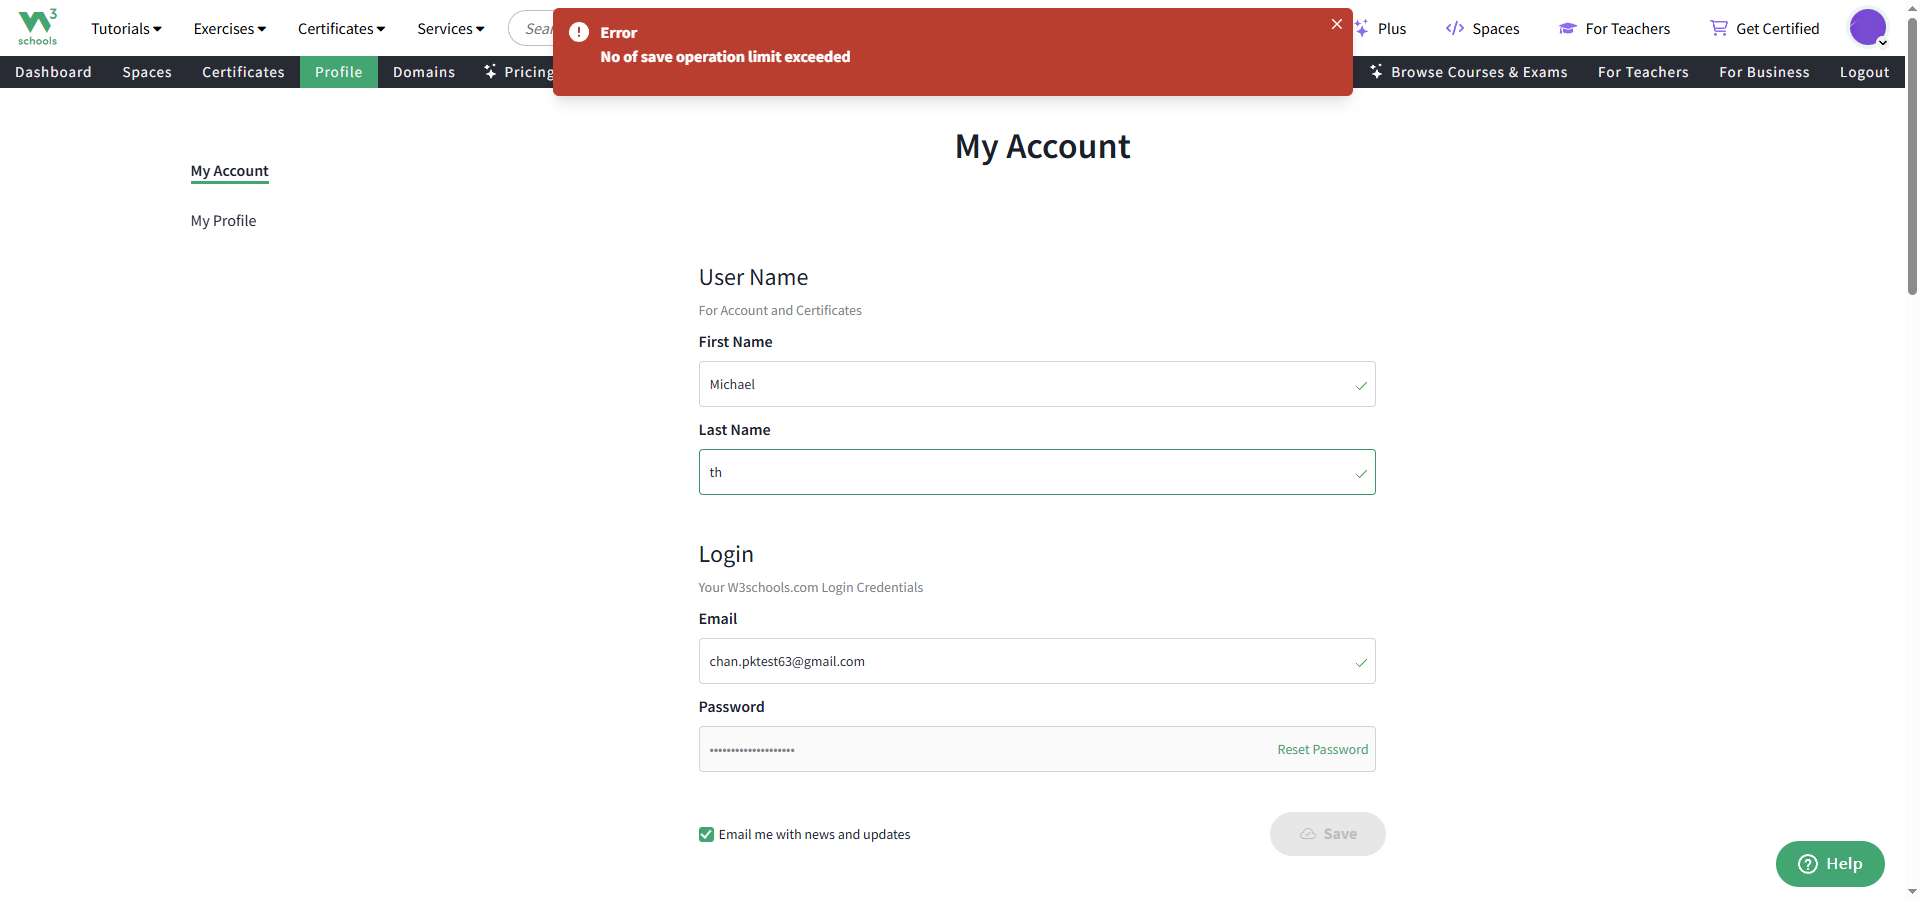 3
schools
Tutorials
Exercises
Certificates
Services
Error
No of save operation limit exceeded
Plus
Spaces
For Teachers
Get Certified
Dashboard
Spaces
Certificates
Profile
Domains
Pricing
Browse Courses & Exams
For Teachers
For Business
Logout
My Account
My Account
My Profile
User Name
For Account and Certificates
First Name
Michael
Last Name
th
Login
Your W3schools.com Login Credentials
Email
chan.pktest63@gmail.com
Password
••••••••••••••••••••
Reset Password
Email me with news and updates
Save
Help